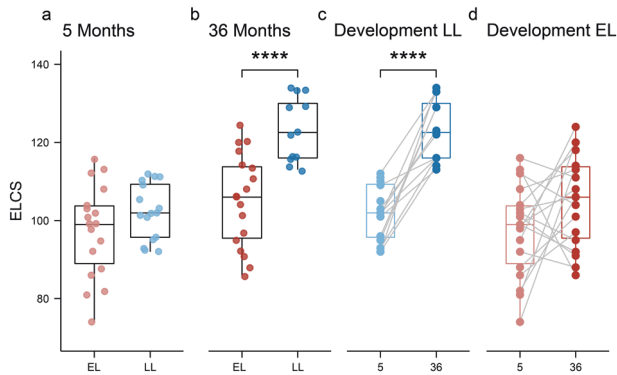 a
5 Months
b
36 Months
c
Development LL
d
Development EL
****
****
ELCS
140
120
100
80
EL
LL
EL
LL
5
36
5
36